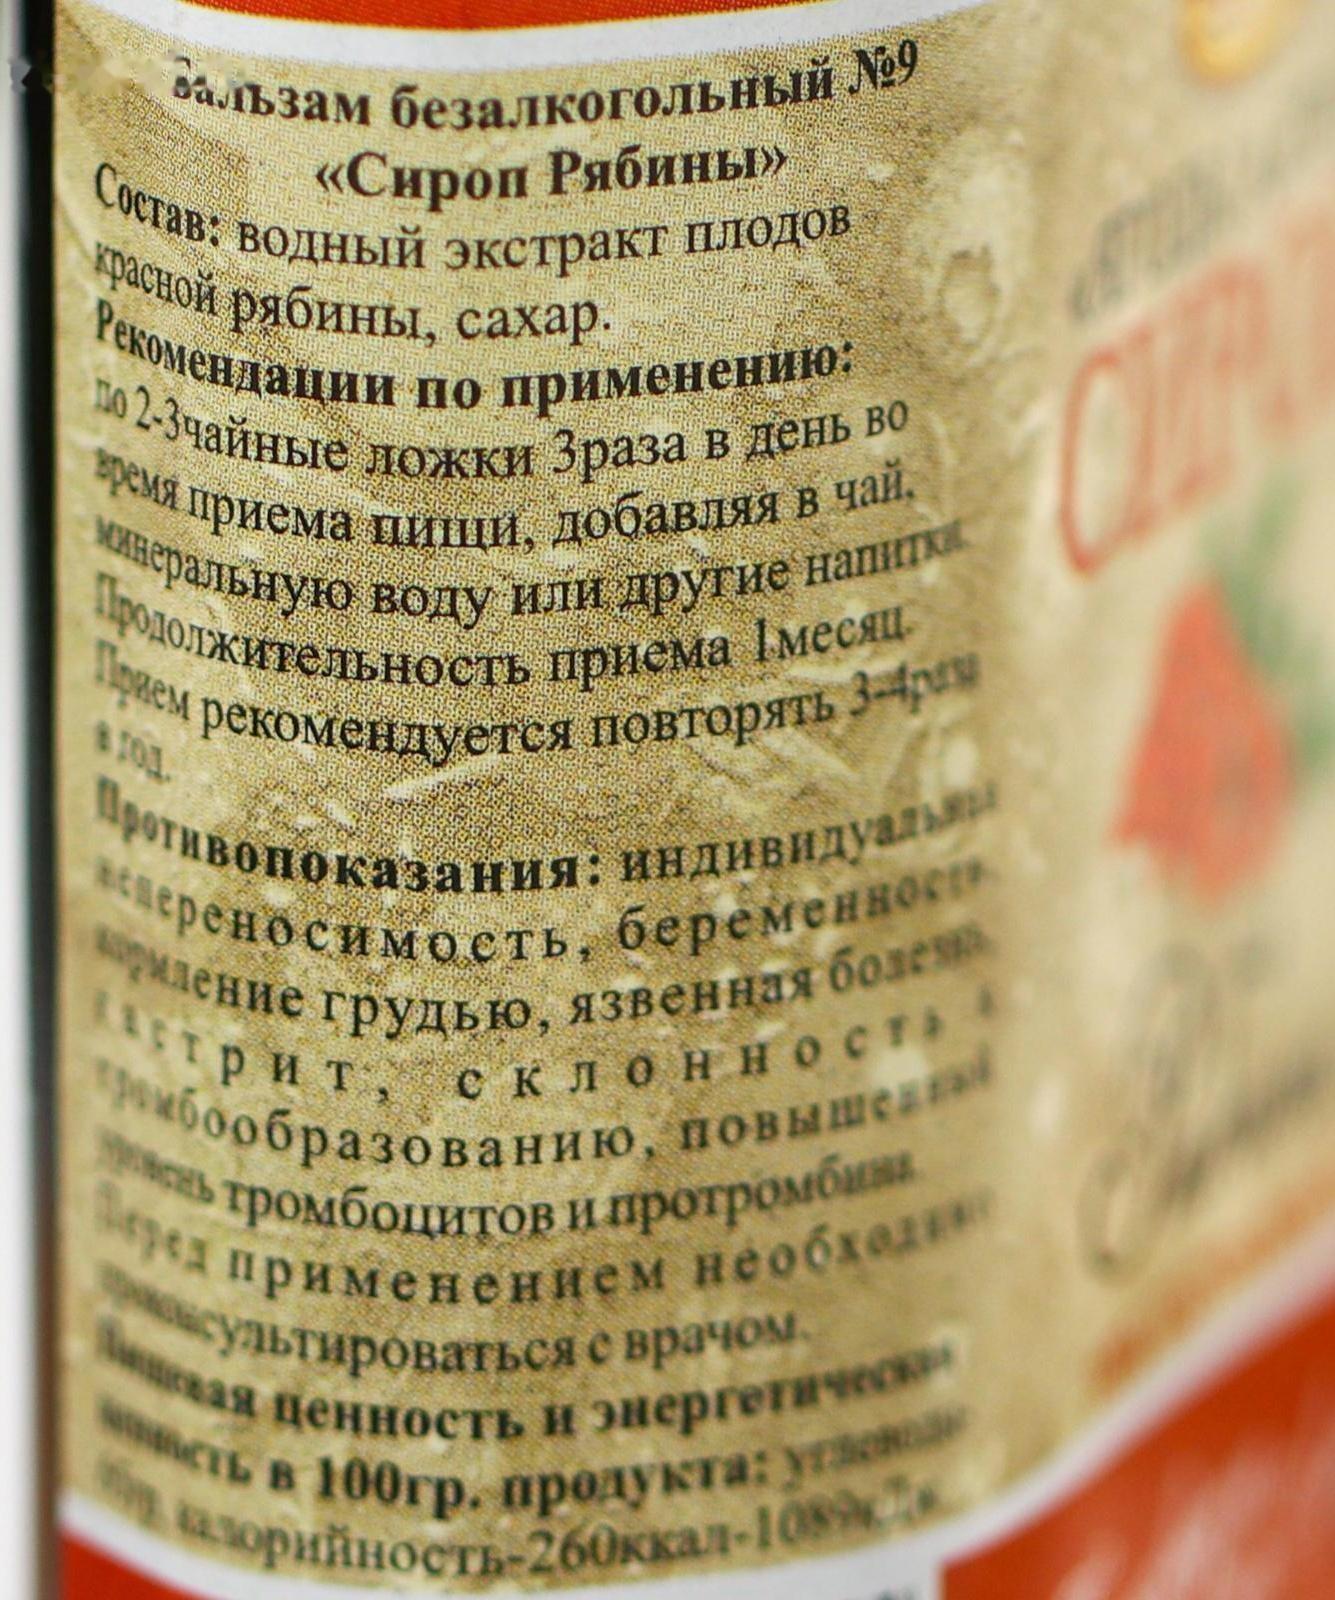 Бальзам безалкогольный №9
«Сироп Рябины»
Состав: водный экстракт плодов
красной рябины, сахар.
Рекомендации по применению:
по 2-3чайные ложки 3раза в день во
время приема пищи, добавляя в чай,
минеральную воду или другие напитки.
Продолжительность приема 1месяц.
Прием рекомендуется повторять 3-4раза
в год.
Противопоказания: индивидуальная
непереносимость, беременность,
кормление грудью, язвенная болезнь,
гастрит, склонность к
тромбообразованию, повышенный
уровень тромбоцитов и протромбина.
Перед применением необходимо
проконсультироваться с врачом.
Пищевая ценность и энергетическая
ценность в 100гр. продукта: углеводы-
калорийность-260ккал-1089кДж.